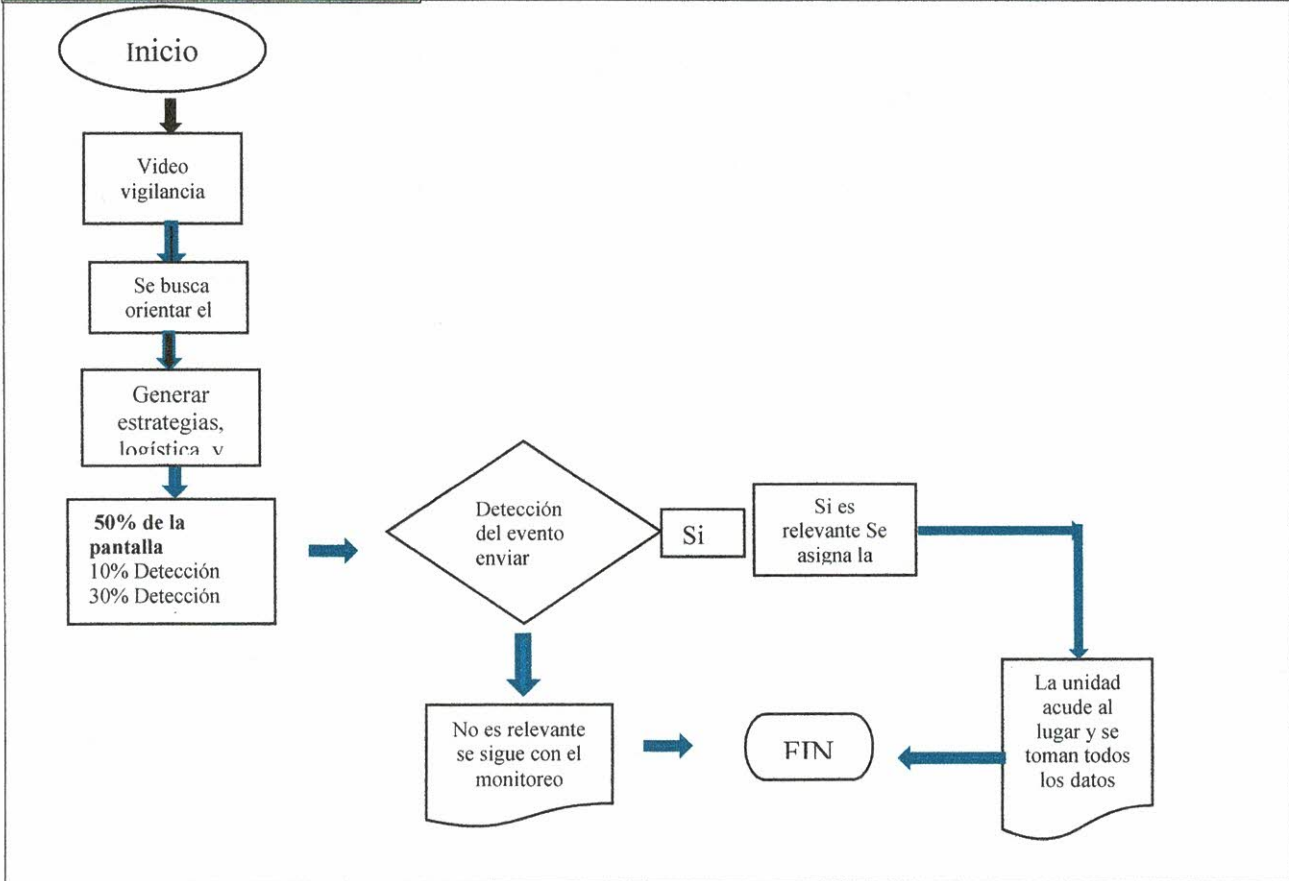 Inicio
Video
vigilancia
Se busca
orientar el
Generar
estrategias,
logística, y
50% de la
pantalla
10% Detección
30% Detección
Detección
del evento
enviar
Si
Si es
relevante Se
asigna la
No es relevante
se sigue con el
monitoreo
FIN
La unidad
acude al
lugar y se
toman todos
los datos